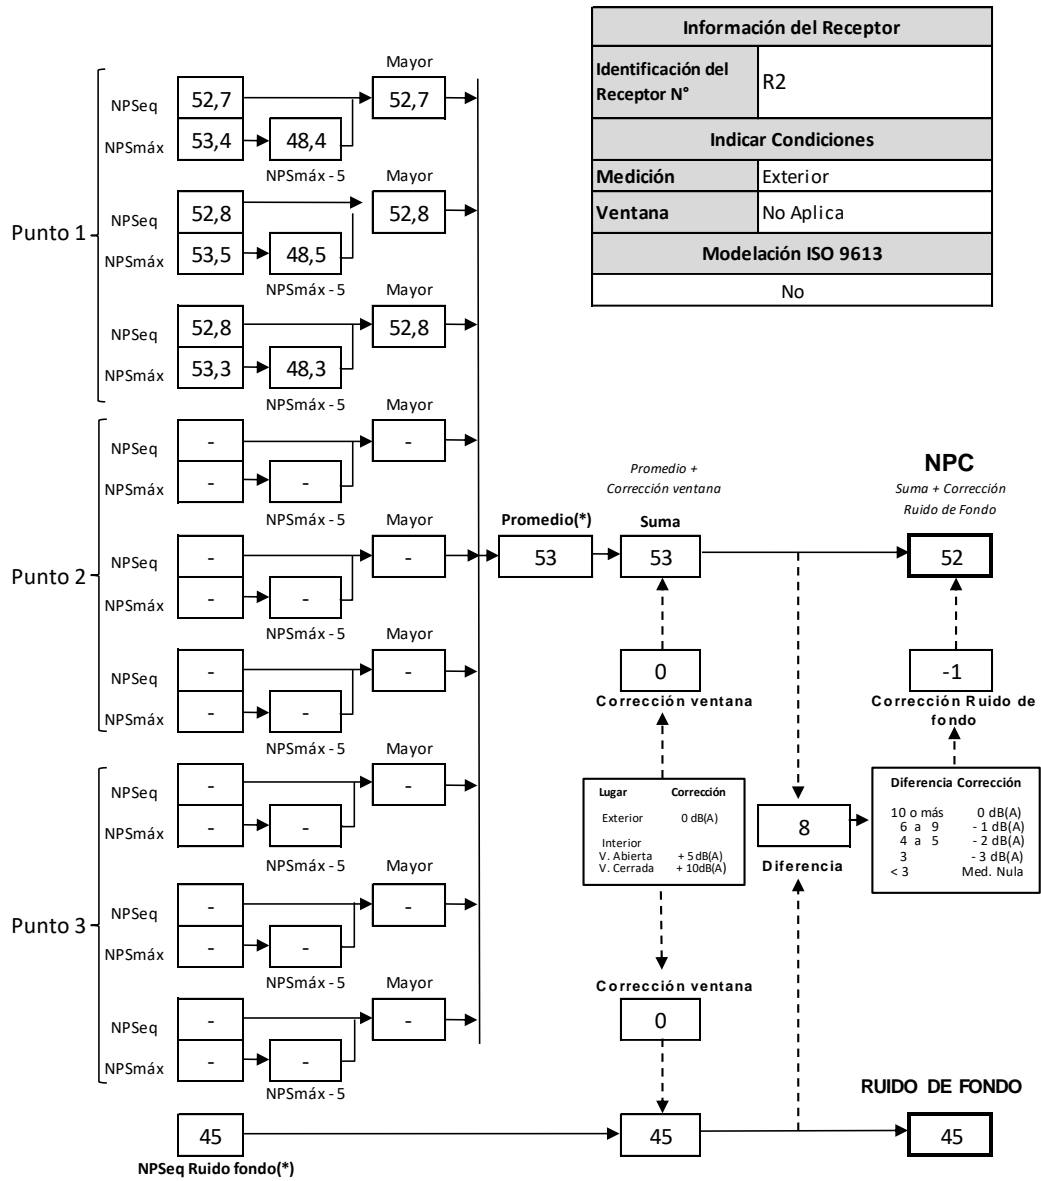 Información del Receptor
Identificación del
Receptor N°
R2
Indicar Condiciones
Medición
Exterior
Ventana
No Aplica
Modelación ISO 9613
No
Punto 1
Mayor
NPSeq
52,7
52,7
NPSmáx
53,4
48,4
NPSmáx - 5
Mayor
NPSeq
52,8
52,8
NPSmáx
53,5
48,5
NPSmáx - 5
Mayor
NPSeq
52,8
52,8
NPSmáx
53,3
48,3
NPSmáx - 5
Punto 2
Mayor
NPSeq
-
-
NPSmáx
-
-
NPSmáx - 5
Mayor
NPSeq
-
-
NPSmáx
-
-
NPSmáx - 5
Mayor
NPSeq
-
-
NPSmáx
-
-
NPSmáx - 5
Punto 3
Mayor
NPSeq
-
-
NPSmáx
-
-
NPSmáx - 5
Mayor
NPSeq
-
-
NPSmáx
-
-
NPSmáx - 5
Mayor
NPSeq
-
-
NPSmáx
-
-
NPSmáx - 5
Promedio(*)
53
Promedio +
Corrección ventana
Suma
53
NPC
Suma + Corrección
Ruido de Fondo
52
0
Corrección ventana
-1
Corrección Ruido de
fondo
Lugar Corrección
Exterior 0 dB(A)
Interior
V. Abierta + 5 dB(A)
V. Cerrada + 10dB(A)
8
Diferencia
Diferencia Corrección
10 o más 0 dB(A)
6 a 9 - 1 dB(A)
4 a 5 - 2 dB(A)
3 - 3 dB(A)
< 3 Med. Nula
Corrección ventana
0
45
NPSeq Ruido fondo(*)
45
RUIDO DE FONDO
45